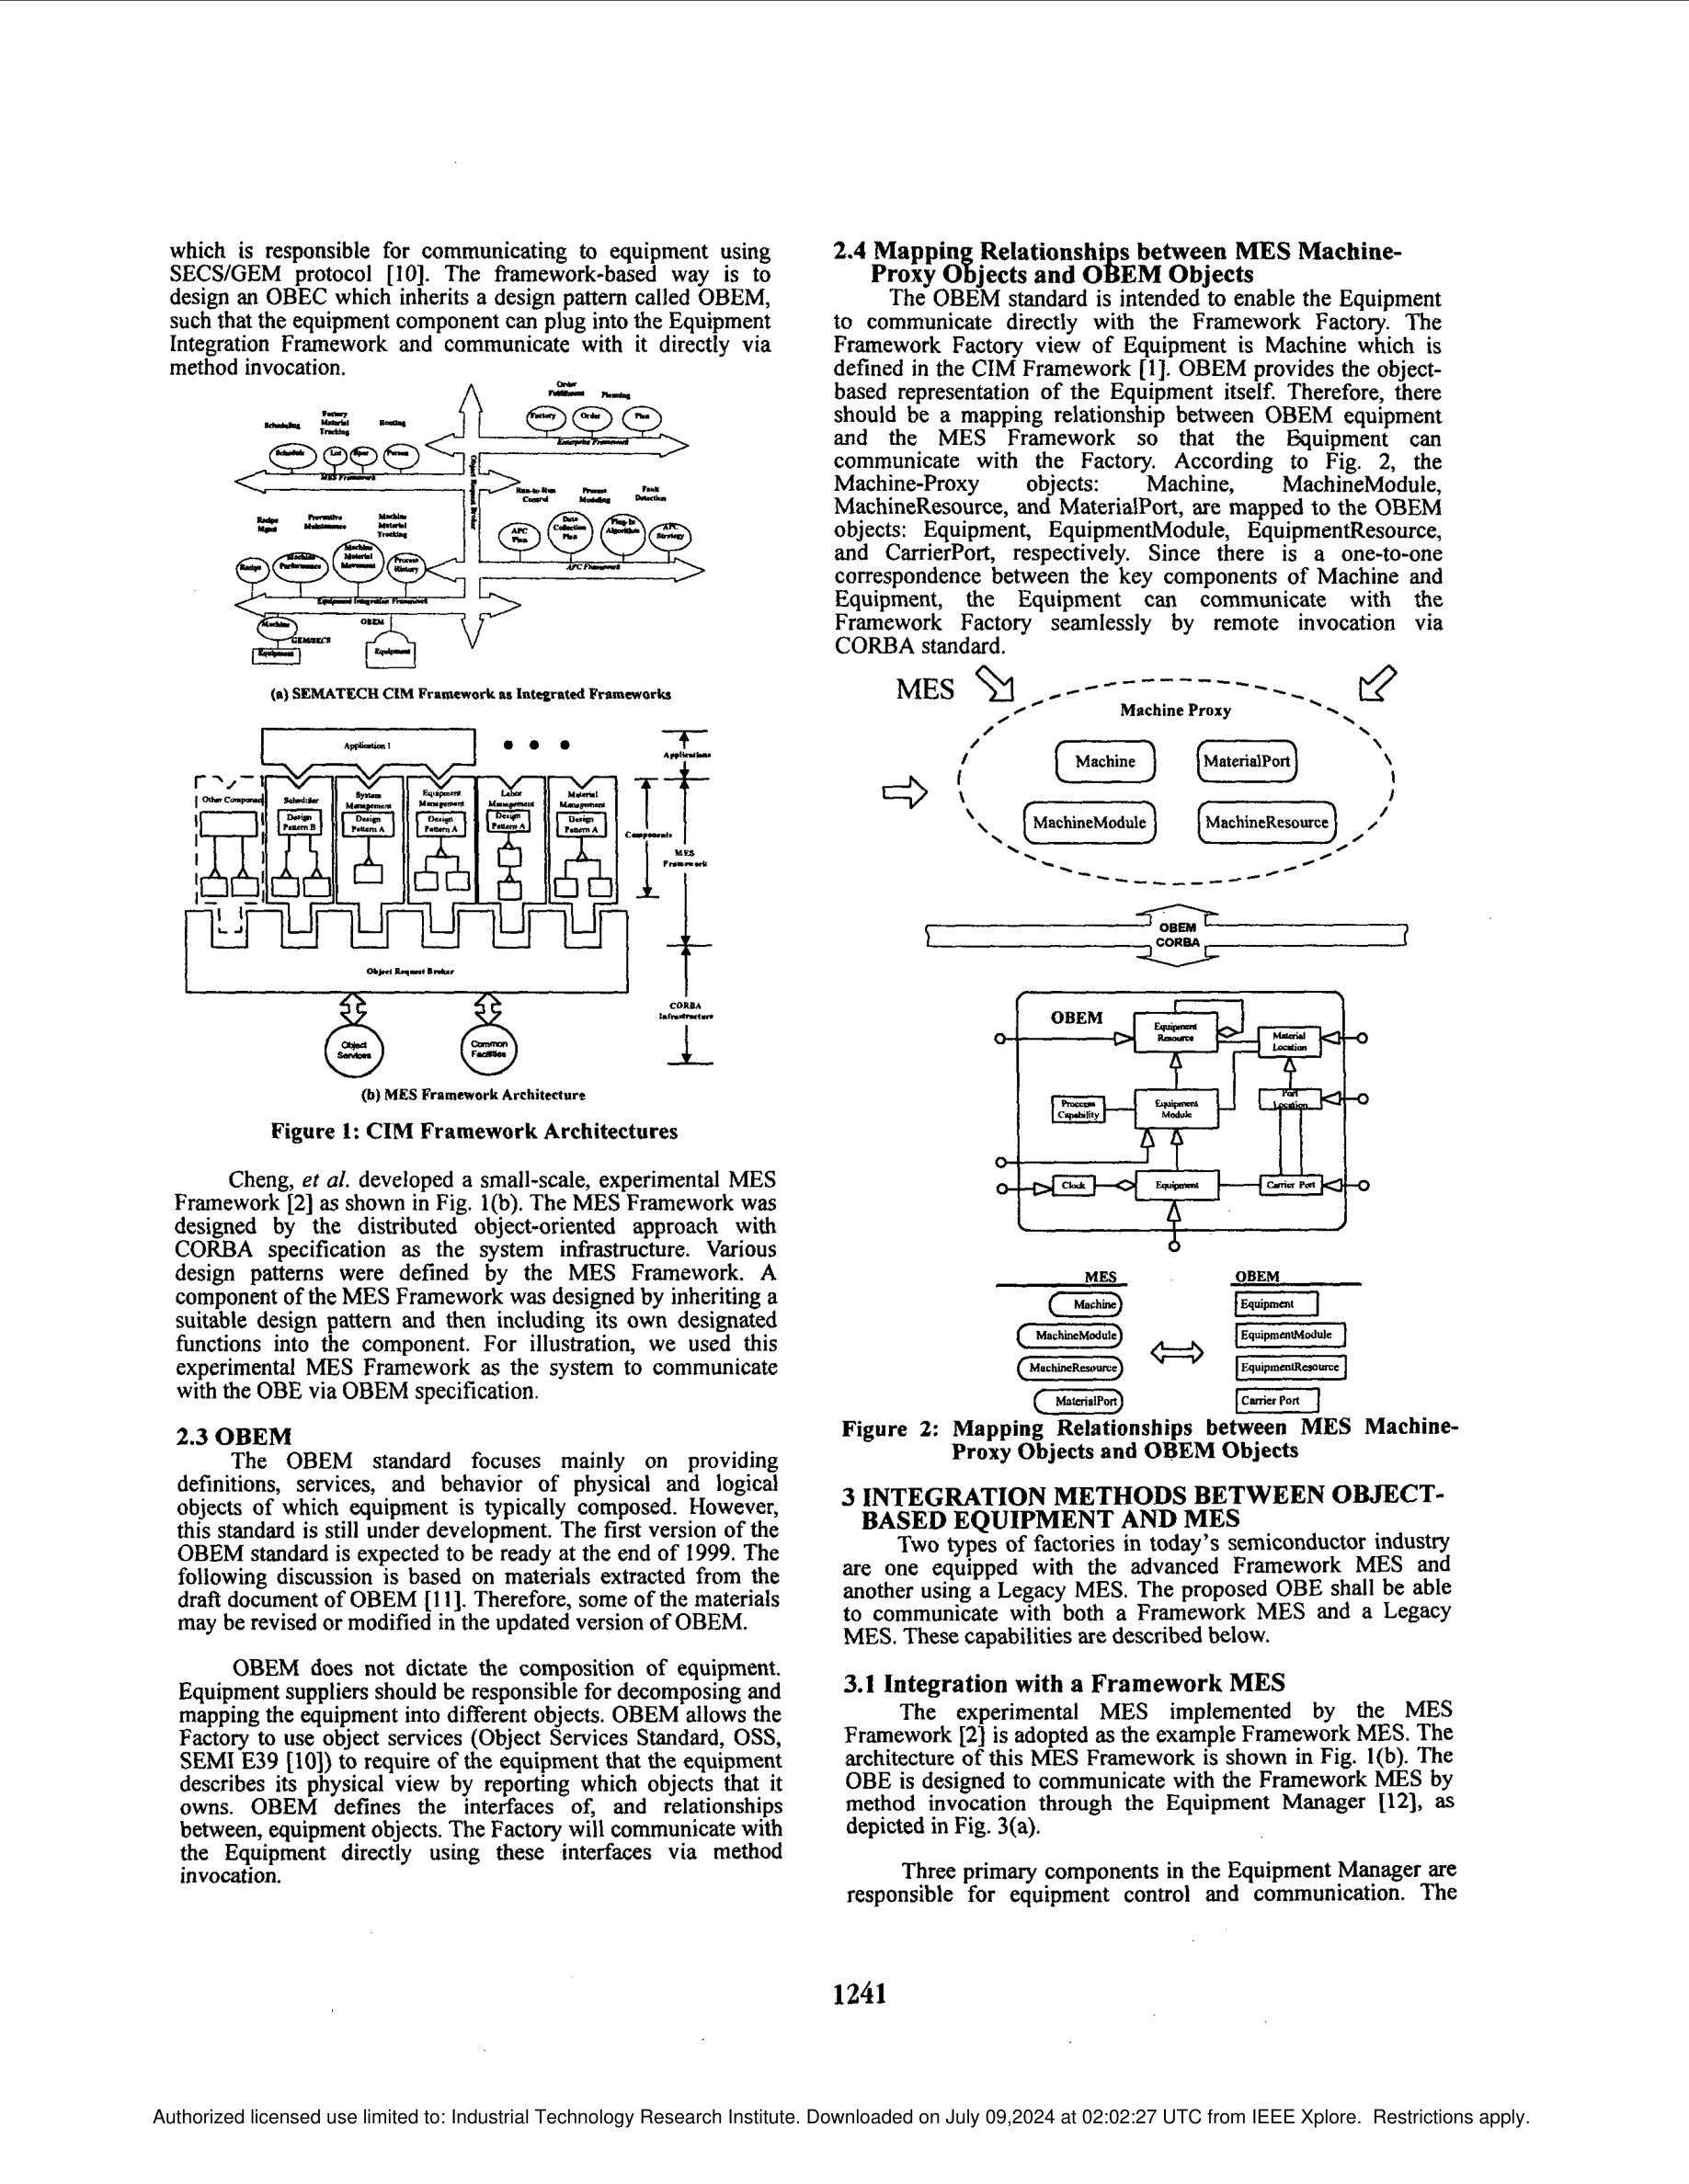 which is responsible for communicating to equipment using
SECS/GEM protocol [10]. The framework-based way is to
design an OBEC which inherits a design pattern called OBEM,
such that the equipment component can plug into the Equipment
Integration Framework and communicate with it directly via
method invocation.
Order
Fulfillment Planning
Factory Order Plan
Enterprise Framework
Factory
Scheduling Material Routing
Tracking
Schedule Lot Person
MES Framework
Object Request Broker
Run-to-Run Process Fault
Control Modeling Detection
APC Plan
Data Collection Plan
Plug-In Algorithm
APC Strategy
APC Framework
Recipe Mgmt
Preventive Maintenance
Machine Material Tracking
Recipe
Machine Performance
Machine Material Movement
Process History
Equipment Integration Framework
Machine
OBEM
GEM/SECS
Equipment
Equipment
(a) SEMATECH CIM Framework as Integrated Frameworks
Application 1
Applications
Other Component
Scheduler
System Management
Equipment Management
Labor Management
Material Management
Design Pattern B
Design Pattern A
Design Pattern A
Design Pattern A
Design Pattern A
Components
MES
Framework
Object Request Broker
CORBA
Infrastructure
Object Services
Common Facilities
(b) MES Framework Architecture
Figure 1: CIM Framework Architectures
Cheng, et al. developed a small-scale, experimental MES
Framework [2] as shown in Fig. 1(b). The MES Framework was
designed by the distributed object-oriented approach with
CORBA specification as the system infrastructure. Various
design patterns were defined by the MES Framework. A
component of the MES Framework was designed by inheriting a
suitable design pattern and then including its own designated
functions into the component. For illustration, we used this
experimental MES Framework as the system to communicate
with the OBE via OBEM specification.
2.3 OBEM
The OBEM standard focuses mainly on providing
definitions, services, and behavior of physical and logical
objects of which equipment is typically composed. However,
this standard is still under development. The first version of the
OBEM standard is expected to be ready at the end of 1999. The
following discussion is based on materials extracted from the
draft document of OBEM [11]. Therefore, some of the materials
may be revised or modified in the updated version of OBEM.
OBEM does not dictate the composition of equipment.
Equipment suppliers should be responsible for decomposing and
mapping the equipment into different objects. OBEM allows the
Factory to use object services (Object Services Standard, OSS,
SEMI E39 [10]) to require of the equipment that the equipment
describes its physical view by reporting which objects that it
owns. OBEM defines the interfaces of, and relationships
between, equipment objects. The Factory will communicate with
the Equipment directly using these interfaces via method
invocation.
2.4 Mapping Relationships between MES Machine-
Proxy Objects and OBEM Objects
The OBEM standard is intended to enable the Equipment
to communicate directly with the Framework Factory. The
Framework Factory view of Equipment is Machine which is
defined in the CIM Framework [1]. OBEM provides the object-
based representation of the Equipment itself. Therefore, there
should be a mapping relationship between OBEM equipment
and the MES Framework so that the Equipment can
communicate with the Factory. According to Fig. 2, the
Machine-Proxy objects: Machine, MachineModule,
MachineResource, and MaterialPort, are mapped to the OBEM
objects: Equipment, EquipmentModule, EquipmentResource,
and CarrierPort, respectively. Since there is a one-to-one
correspondence between the key components of Machine and
Equipment, the Equipment can communicate with the
Framework Factory seamlessly by remote invocation via
CORBA standard.
MES
Machine Proxy
Machine MaterialPort
MachineModule MachineResource
OBEM
CORBA
OBEM
Equipment Resource
Material Location
Proccess Capability
Equipment Module
Port Location
Clock
Equipment
Carrier Port
MES OBEM
Machine Equipment
MachineModule EquipmentModule
MachineResource EquipmentResource
MaterialPort Carrier Port
Figure 2: Mapping Relationships between MES Machine-
Proxy Objects and OBEM Objects
3 INTEGRATION METHODS BETWEEN OBJECT-
BASED EQUIPMENT AND MES
Two types of factories in today's semiconductor industry
are one equipped with the advanced Framework MES and
another using a Legacy MES. The proposed OBE shall be able
to communicate with both a Framework MES and a Legacy
MES. These capabilities are described below.
3.1 Integration with a Framework MES
The experimental MES implemented by the MES
Framework [2] is adopted as the example Framework MES. The
architecture of this MES Framework is shown in Fig. 1(b). The
OBE is designed to communicate with the Framework MES by
method invocation through the Equipment Manager [12], as
depicted in Fig. 3(a).
Three primary components in the Equipment Manager are
responsible for equipment control and communication. The
1241
Authorized licensed use limited to: Industrial Technology Research Institute. Downloaded on July 09,2024 at 02:02:27 UTC from IEEE Xplore. Restrictions apply.